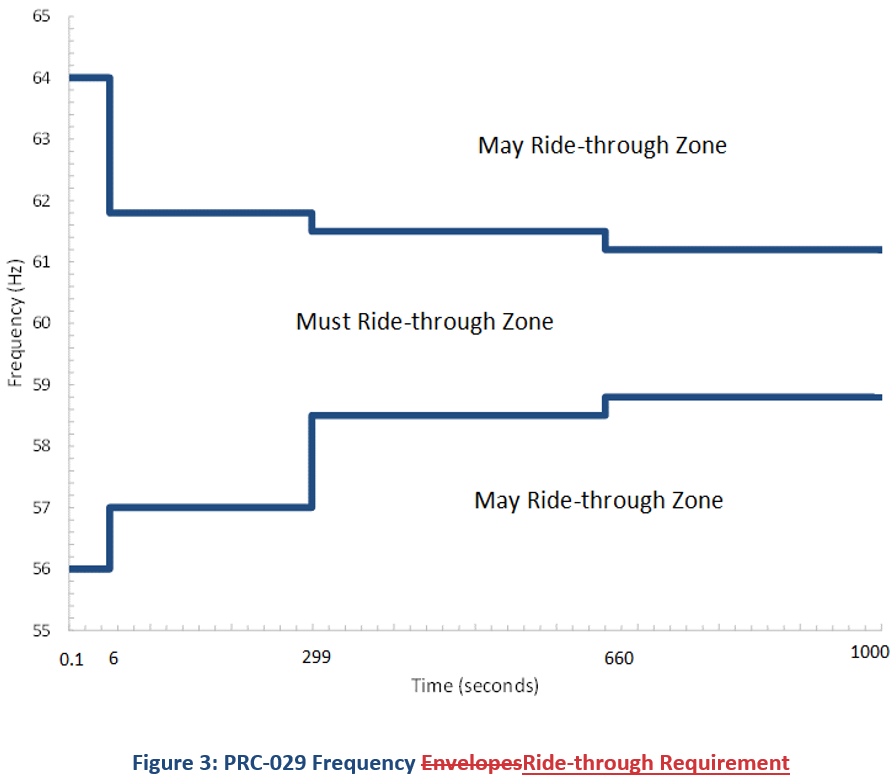 65
64
63
May Ride-through Zone
62
61
Frequency (Hz)
60
Must Ride-through Zone
59
58
57
May Ride-through Zone
56
55
0.1 6 299 660 1000
Time (seconds)
Figure 3: PRC-029 Frequency EnvelopesRide-through Requirement